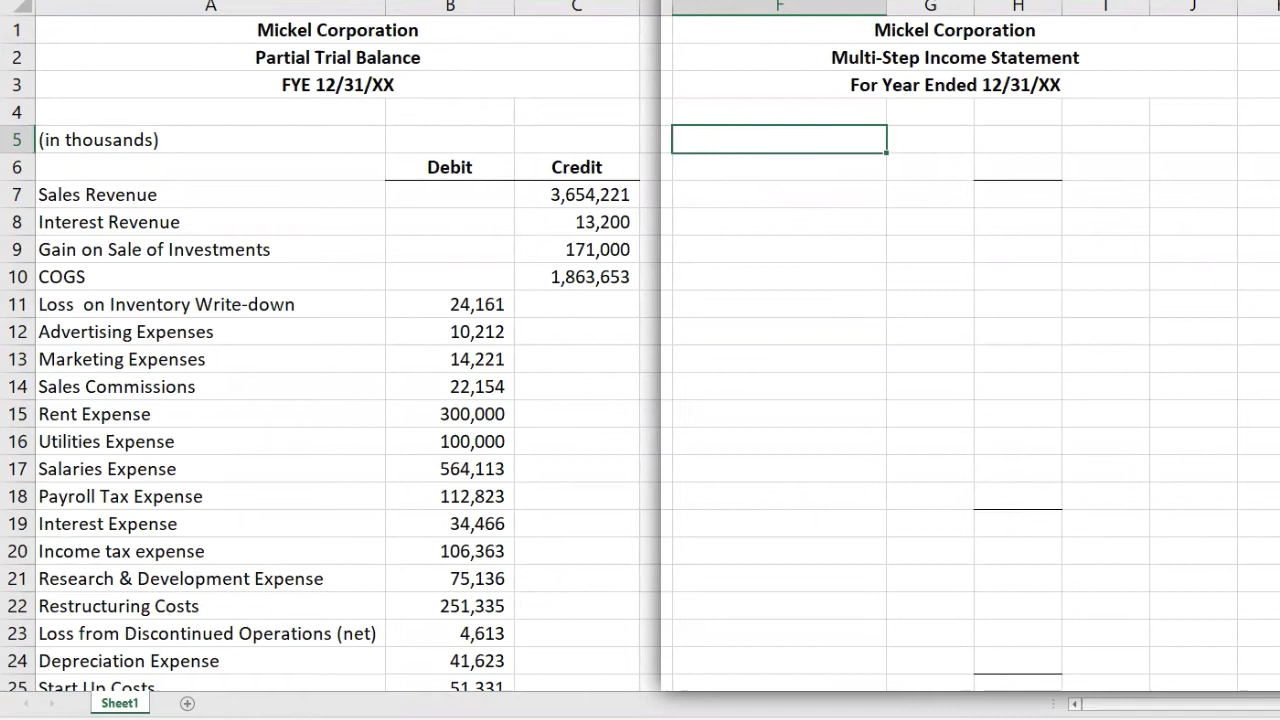 A B C F G H I J
1 Mickel Corporation Mickel Corporation
2 Partial Trial Balance Multi-Step Income Statement
3 FYE 12/31/XX For Year Ended 12/31/XX
4
5 (in thousands)
6 Debit Credit
7 Sales Revenue 3,654,221
8 Interest Revenue 13,200
9 Gain on Sale of Investments 171,000
10 COGS 1,863,653
11 Loss on Inventory Write-down 24,161
12 Advertising Expenses 10,212
13 Marketing Expenses 14,221
14 Sales Commissions 22,154
15 Rent Expense 300,000
16 Utilities Expense 100,000
17 Salaries Expense 564,113
18 Payroll Tax Expense 112,823
19 Interest Expense 34,466
20 Income tax expense 106,363
21 Research & Development Expense 75,136
22 Restructuring Costs 251,335
23 Loss from Discontinued Operations (net) 4,613
24 Depreciation Expense 41,623
25 Start Up Costs 51,331
Sheet1